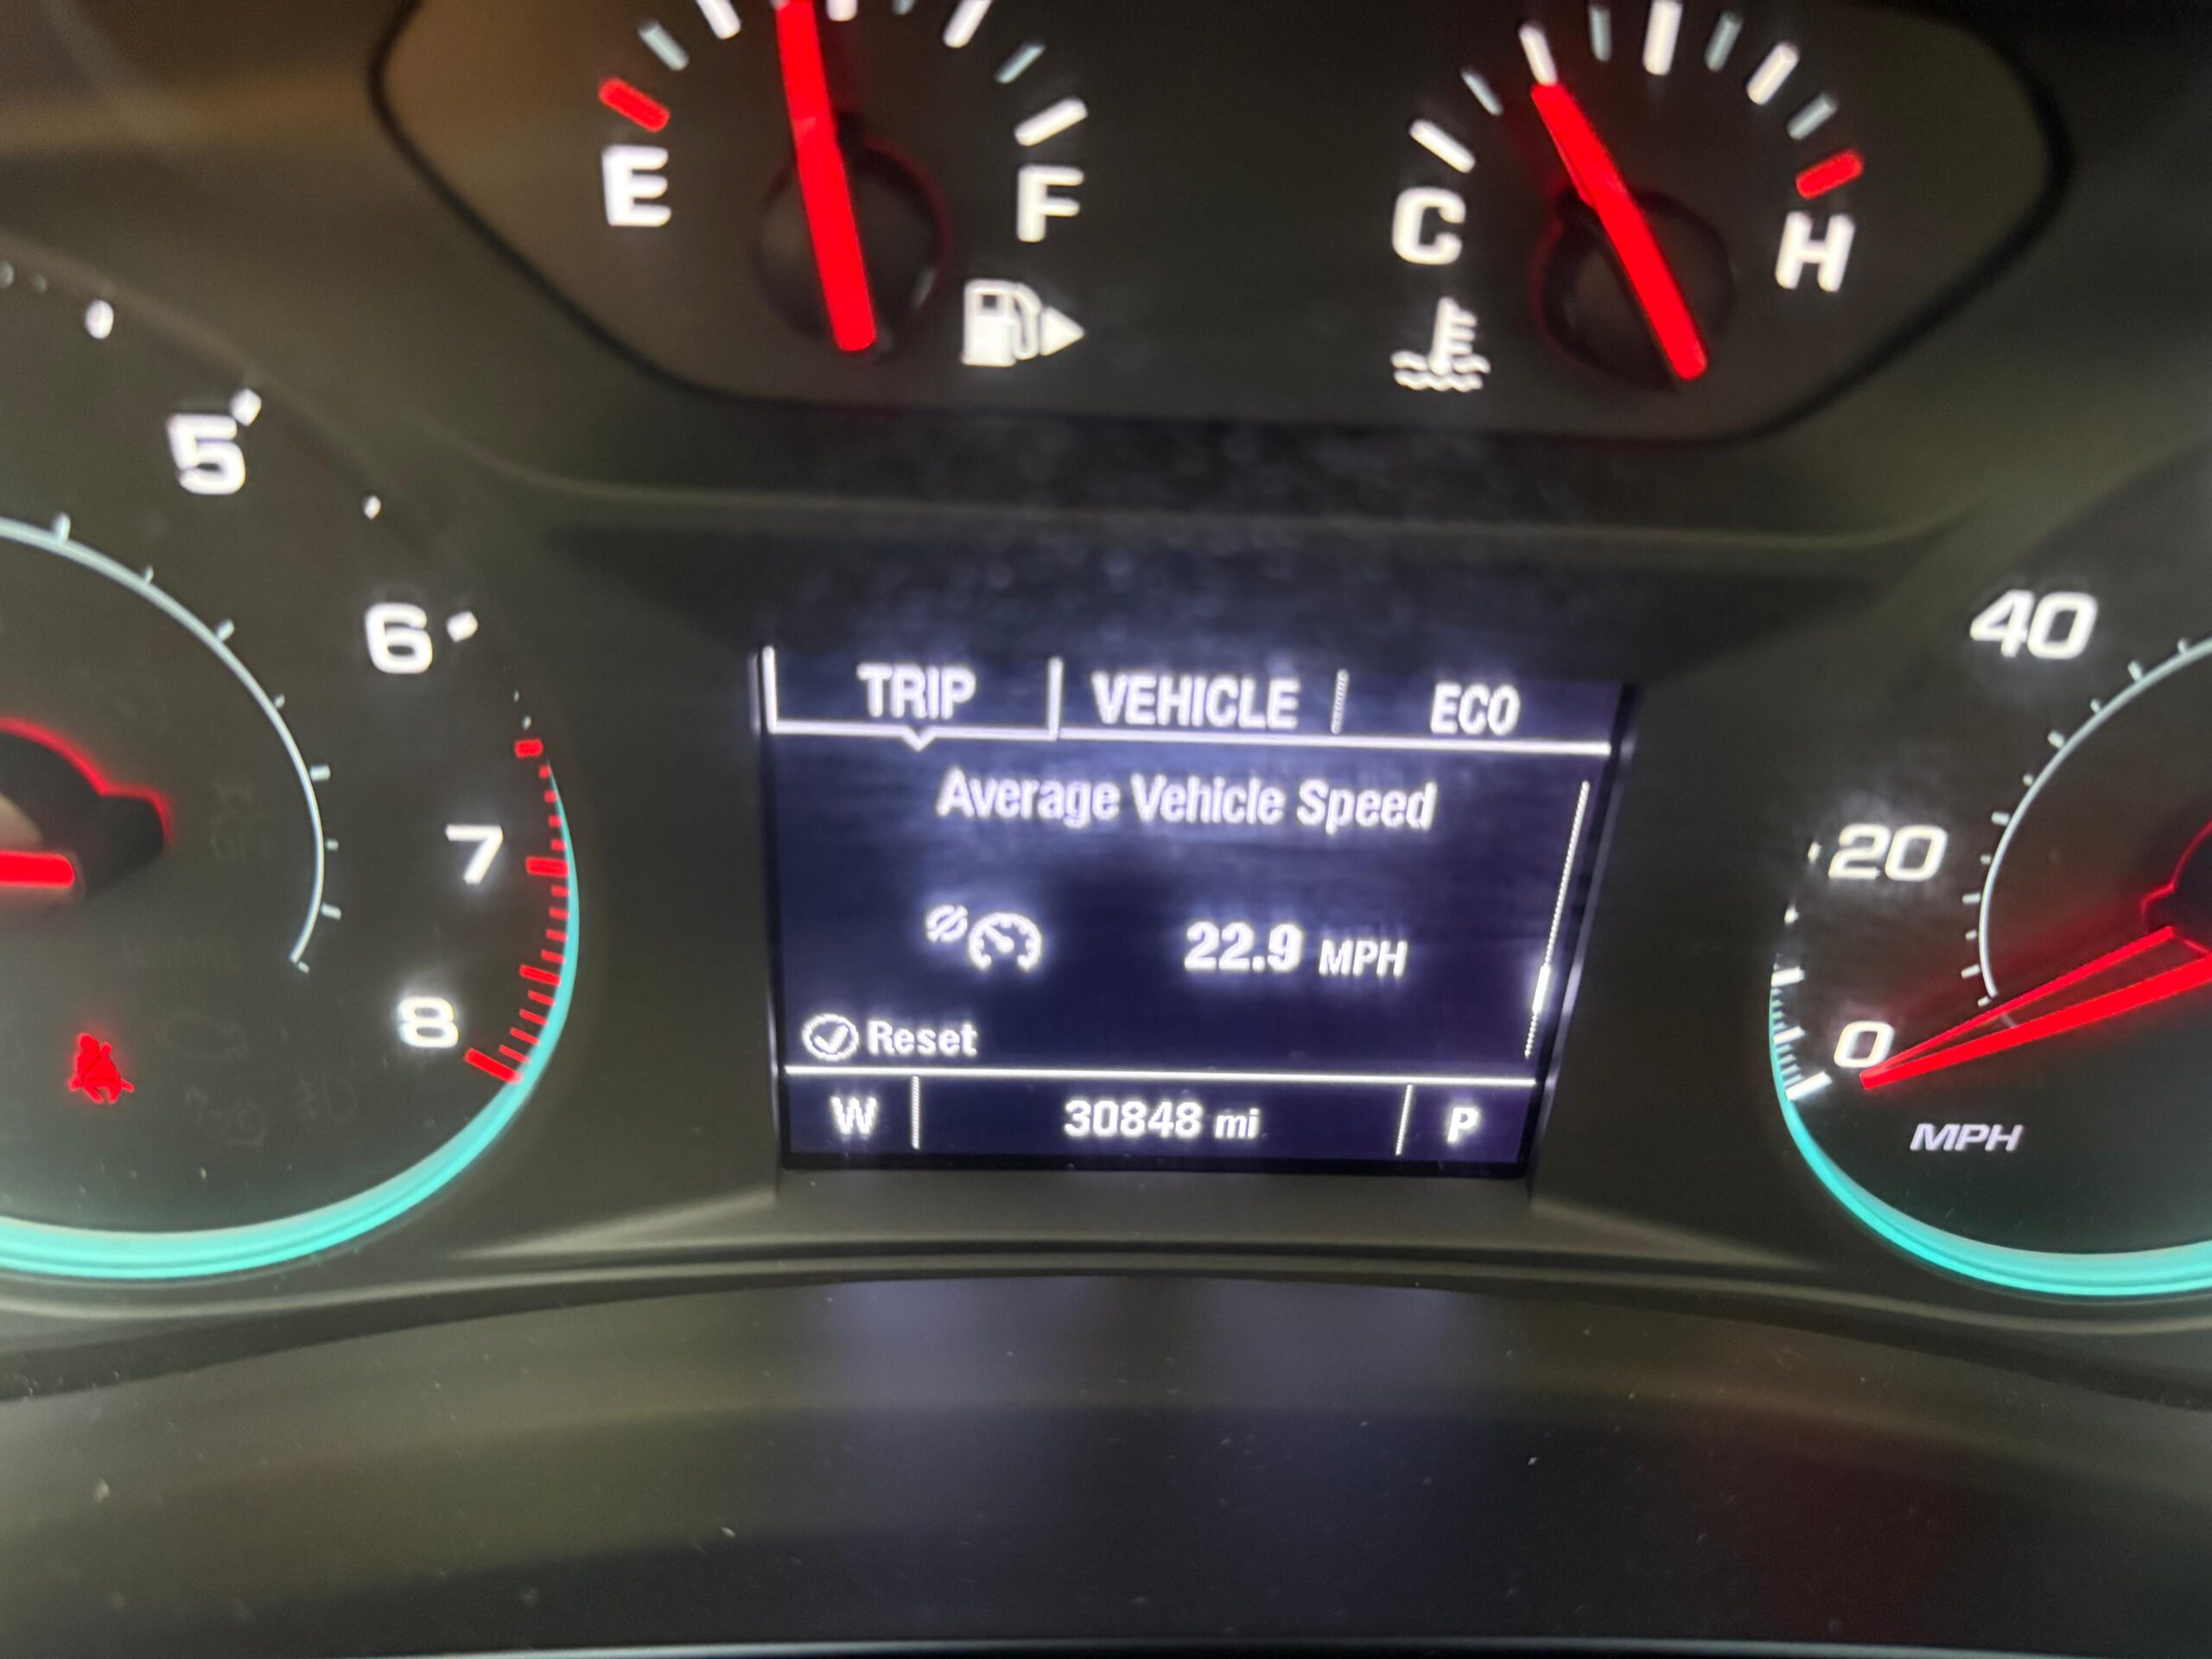 E F C H
5
6
7
8
40
20
0
MPH
TRIP VEHICLE ECO
Average Vehicle Speed
22.9 MPH
Reset
W 30848 mi P